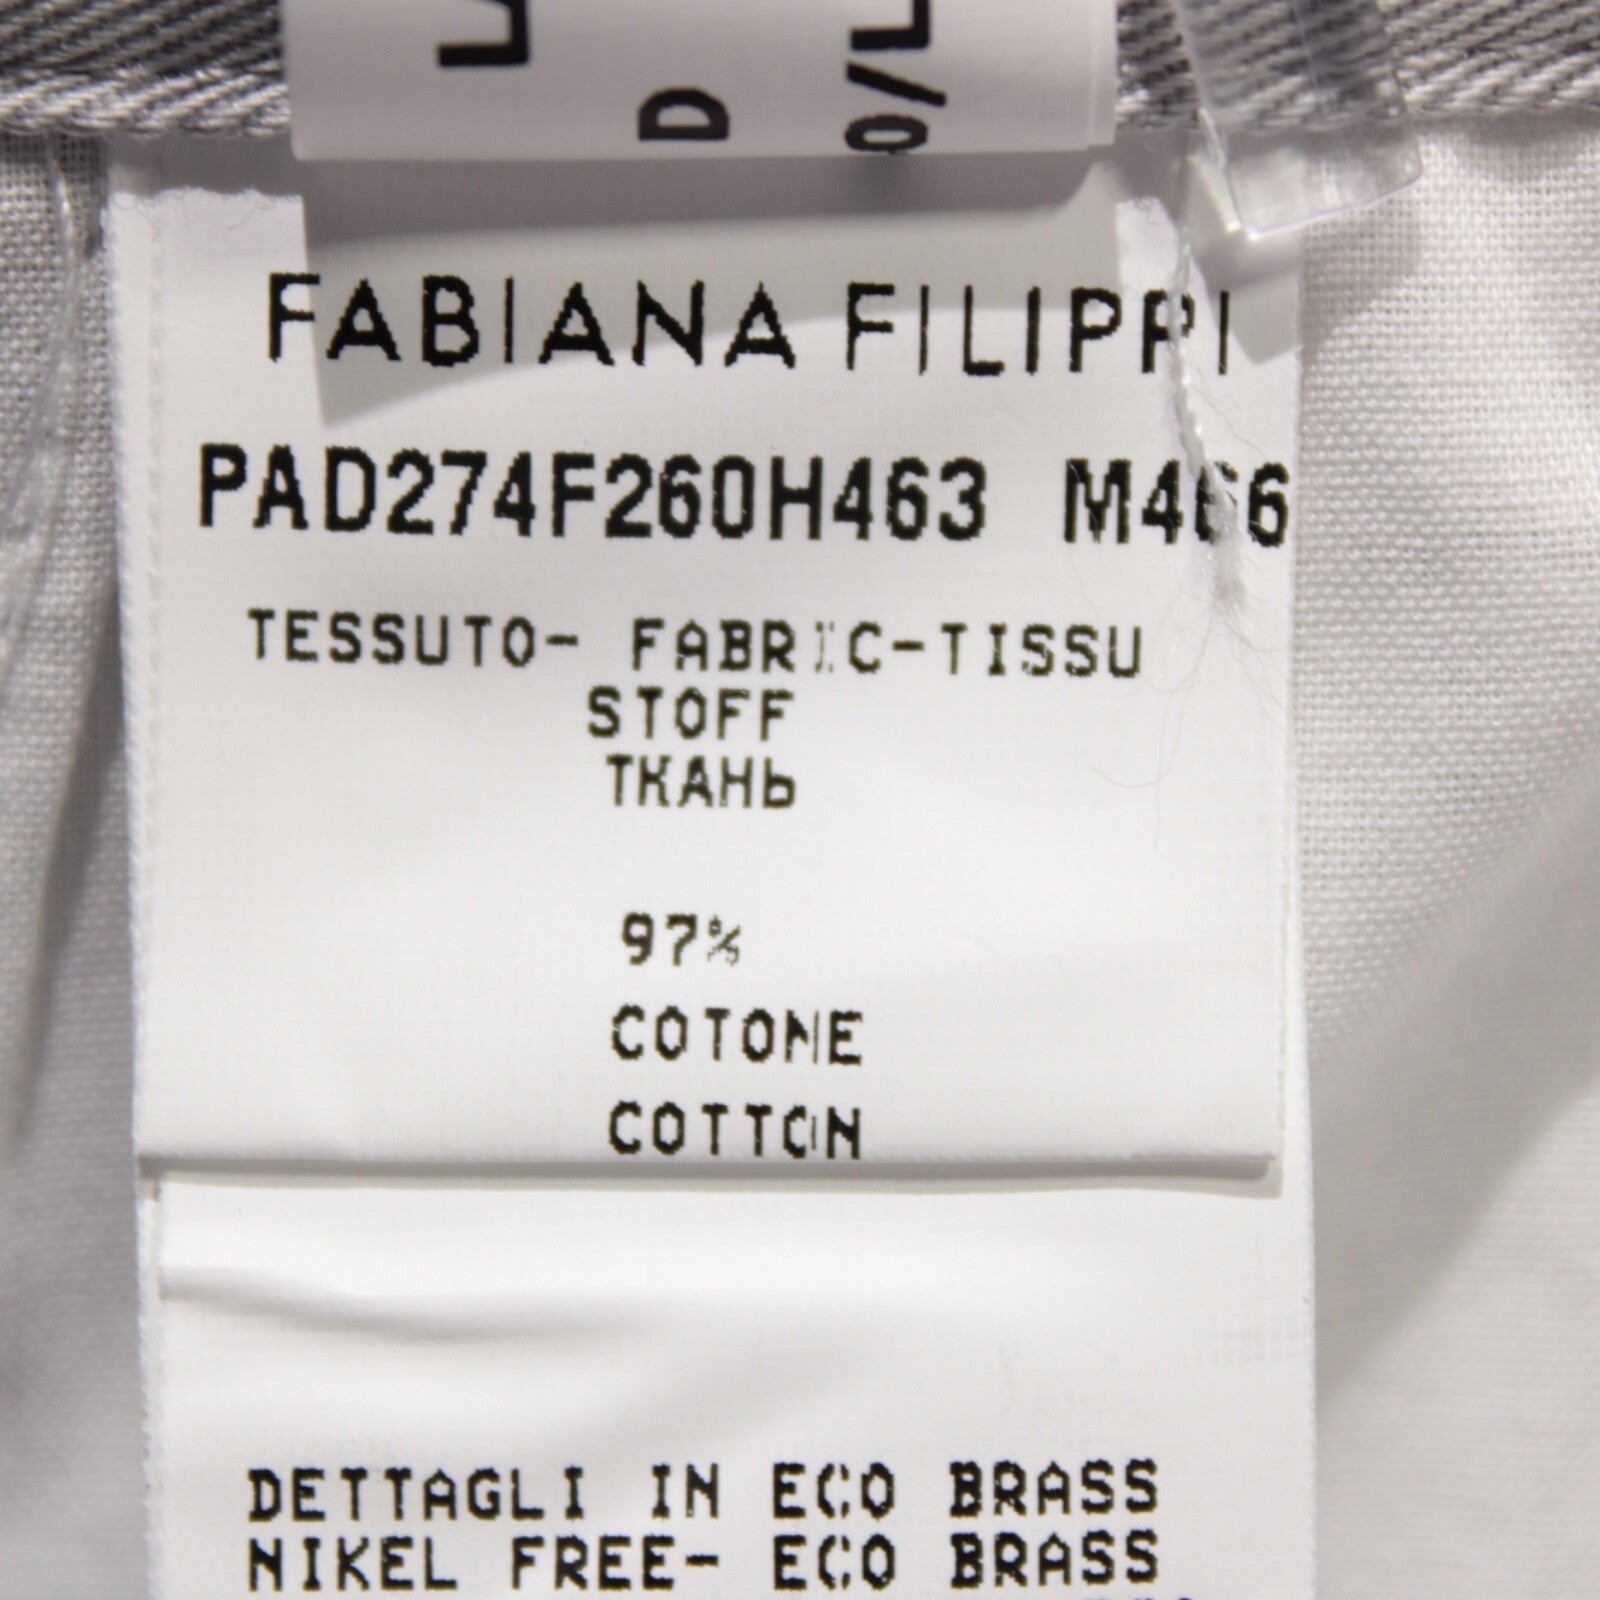 D
FABIANA FILIPPI
PAD274F260H463 M466
TESSUTO- FABRIC-TISSU
STOFF
ТКАНЬ
97%
COTONE
COTTON
DETTAGLI IN ECO BRASS
NIKEL FREE- ECO BRASS